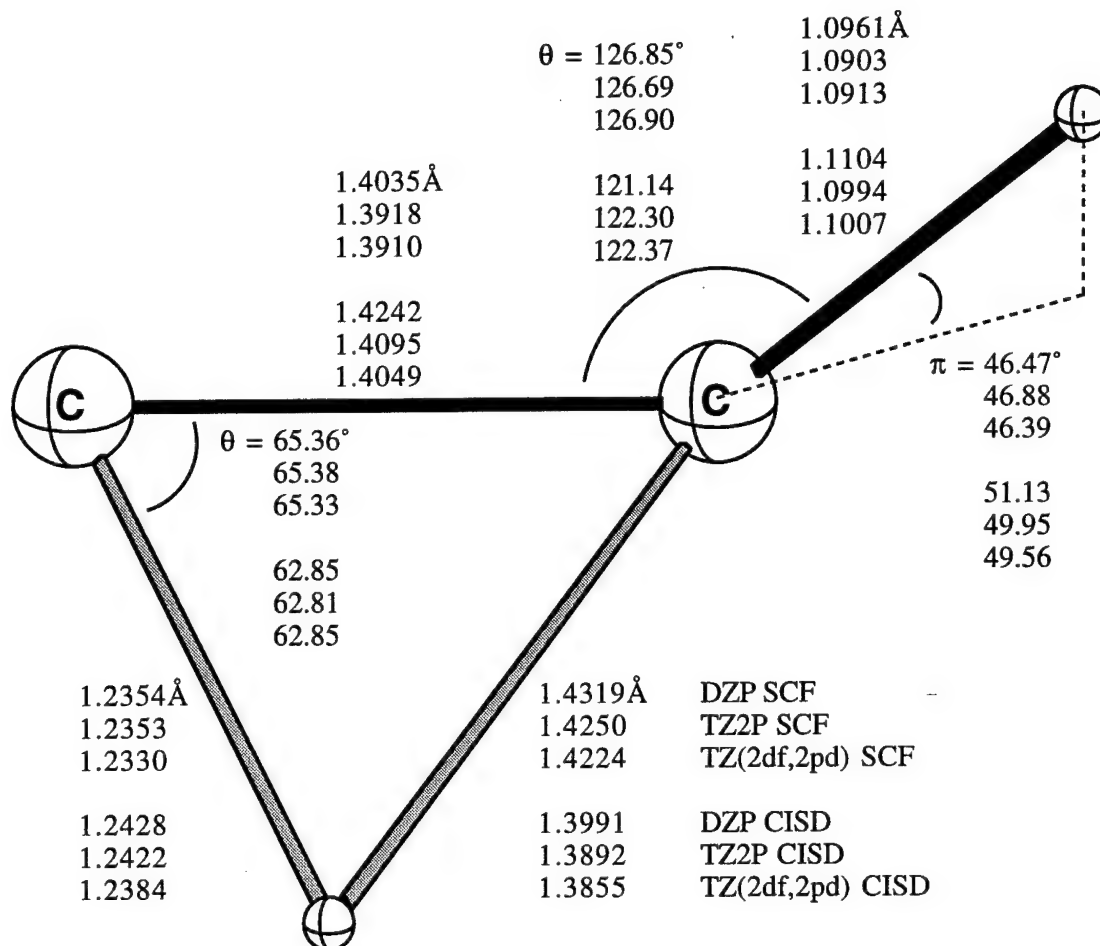 1.0961Å
1.0903
1.0913
1.1104
1.0994
1.1007
θ = 126.85°
126.69
126.90
121.14
122.30
122.37
1.4035Å
1.3918
1.3910
1.4242
1.4095
1.4049
C
C
π = 46.47°
46.88
46.39
51.13
49.95
49.56
θ = 65.36°
65.38
65.33
62.85
62.81
62.85
1.2354Å
1.2353
1.2330
1.2428
1.2422
1.2384
1.4319Å DZP SCF
1.4250 TZ2P SCF
1.4224 TZ(2df,2pd) SCF
1.3991 DZP CISD
1.3892 TZ2P CISD
1.3855 TZ(2df,2pd) CISD